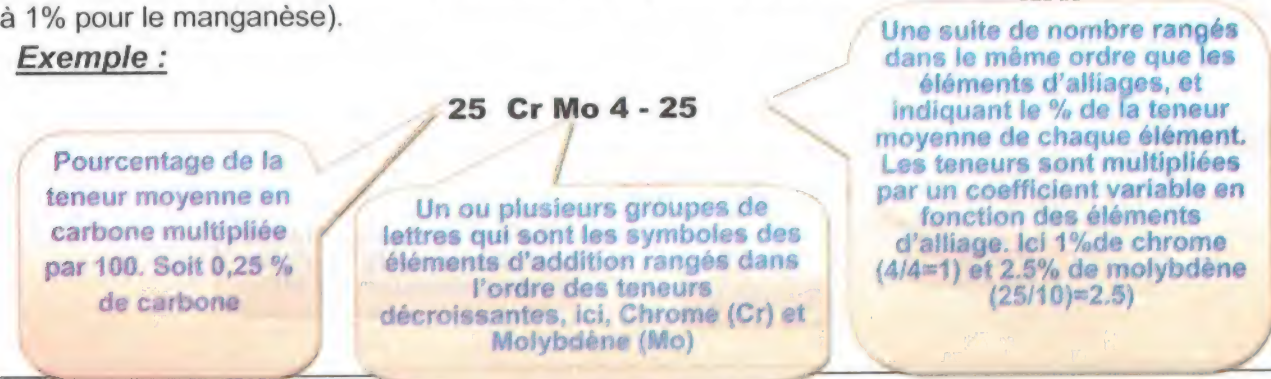 à 1% pour le manganèse).
Exemple :
25 Cr Mo 4 - 25
Pourcentage de la
teneur moyenne en
carbone multipliée
par 100. Soit 0,25 %
de carbone
Un ou plusieurs groupes de
lettres qui sont les symboles des
éléments d'addition rangés dans
l'ordre des teneurs
décroissantes, ici, Chrome (Cr) et
Molybdène (Mo)
Une suite de nombre rangés
dans le même ordre que les
éléments d'alliages, et
indiquant le % de la teneur
moyenne de chaque élément.
Les teneurs sont multipliées
par un coefficient variable en
fonction des éléments
d'alliage. Ici 1%de chrome
(4/4=1) et 2.5% de molybdène
(25/10)=2.5)